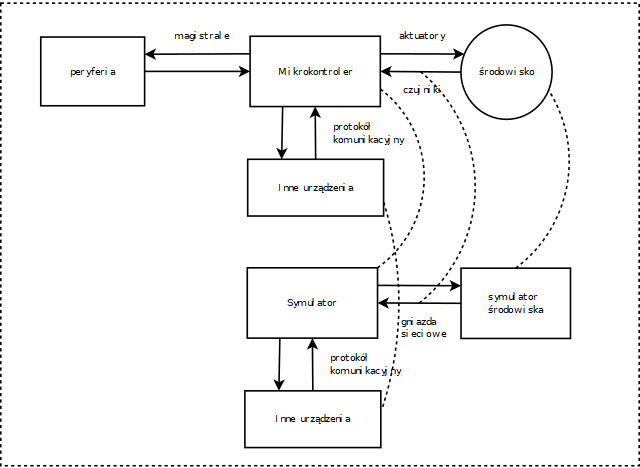 magistrale
aktuatory
peryferia
Mikrokontroler
środowisko
czujniki
protokół
komunikacyjny
Inne urządzenia
Symulator
symulator
środowiska
gniazda
sieciowe
protokół
komunikacyjny
Inne urządzenia